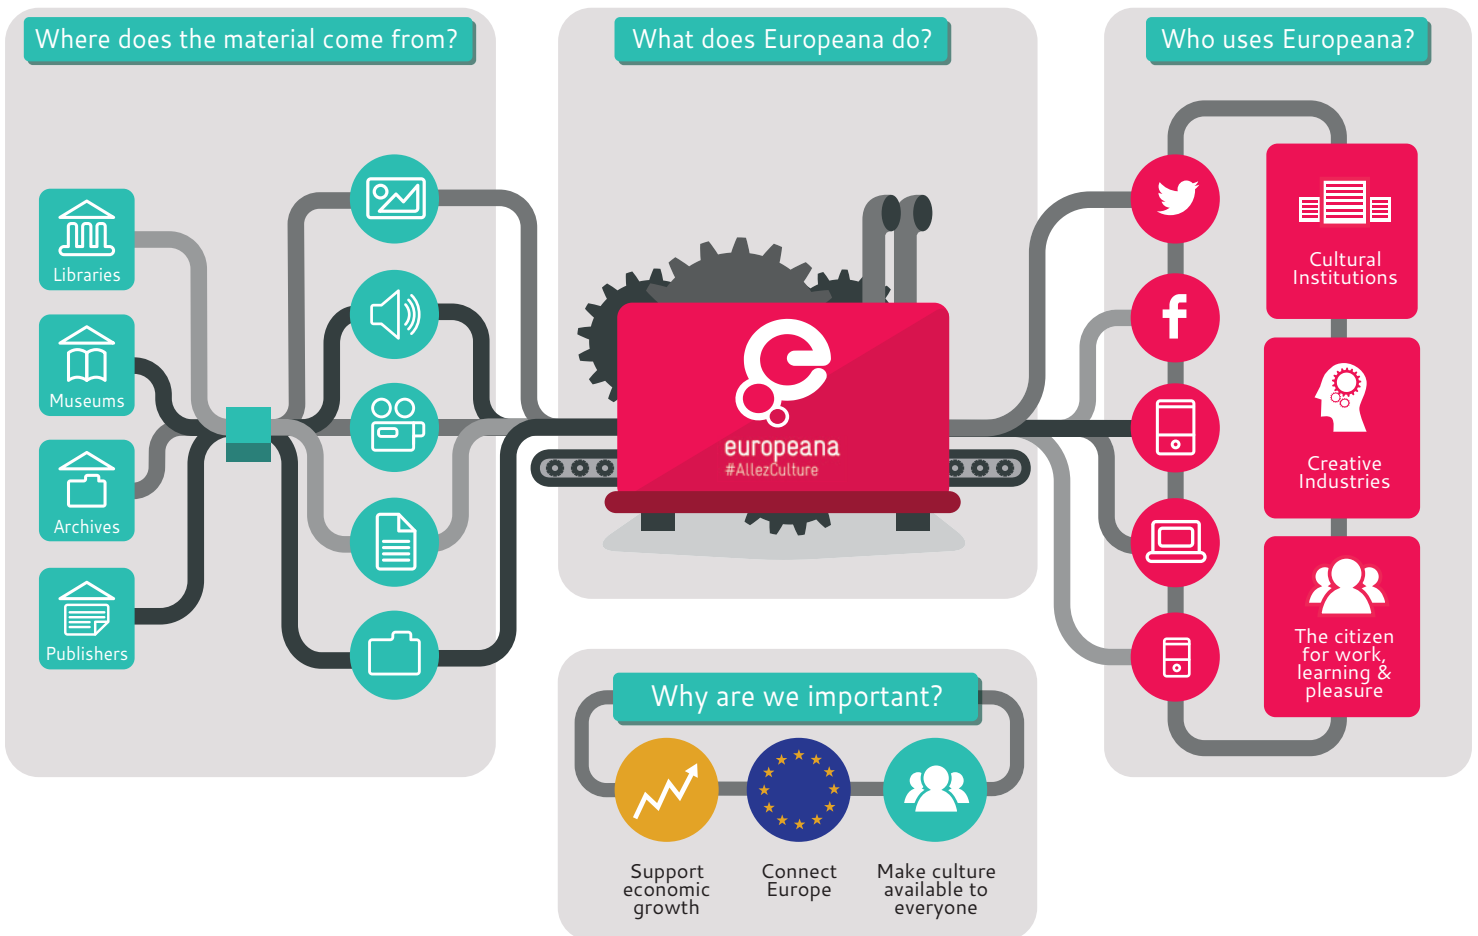 Where does the material come from?
Libraries
Museums
Archives
Publishers
What does Europeana do?
europeana
#AllezCulture
Why are we important?
Support
economic
growth
Connect
Europe
Make culture
available to
everyone
Who uses Europeana?
Cultural
Institutions
Creative
Industries
The citizen
for work,
learning &
pleasure